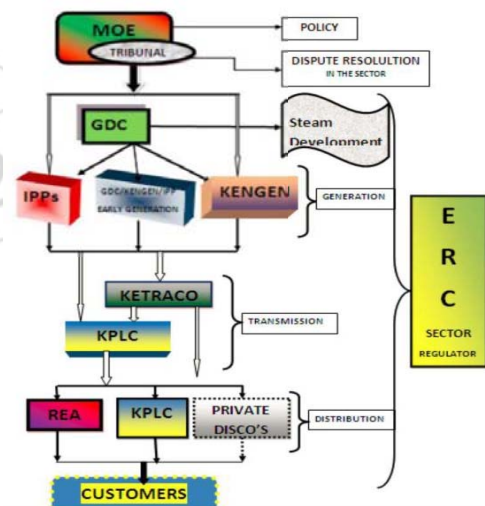 MOE
POLICY
TRIBUNAL
DISPUTE RESOLULTION
IN THE SECTOR
GDC
Steam
Development
IPPs
GDC/KENGEN/IPP
EARLY GENERATION
KENGEN
GENERATION
E
R
C
SECTOR
REGULATOR
KETRACO
TRANSMISSION
KPLC
REA
KPLC
PRIVATE
DISCO'S
DISTRIBUTION
CUSTOMERS